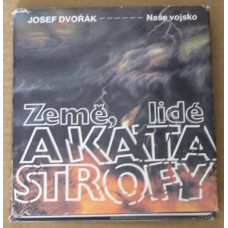 JOSEF DVOŘÁK ------ Naše vojsko
Země, lidé
A KATA
STROFY